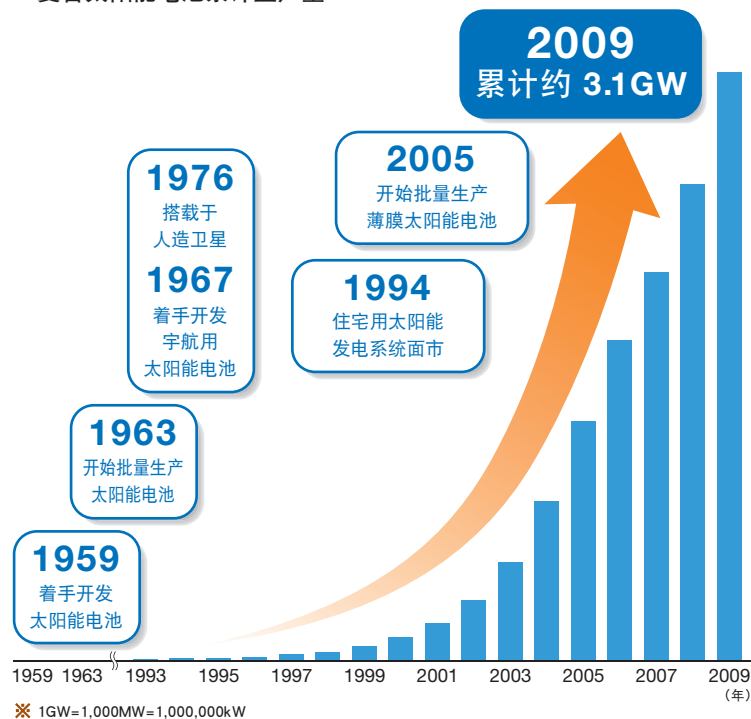 2009
累计约 3.1GW
2005
开始批量生产
薄膜太阳能电池
1976
搭载于
人造卫星
1967
着手开发
宇航用
太阳能电池
1994
住宅用太阳能
发电系统面市
1963
开始批量生产
太阳能电池
1959
着手开发
太阳能电池
1959 1963 1993 1995 1997 1999 2001 2003 2005 2007 2009
(年)
※ 1GW=1,000MW=1,000,000kW